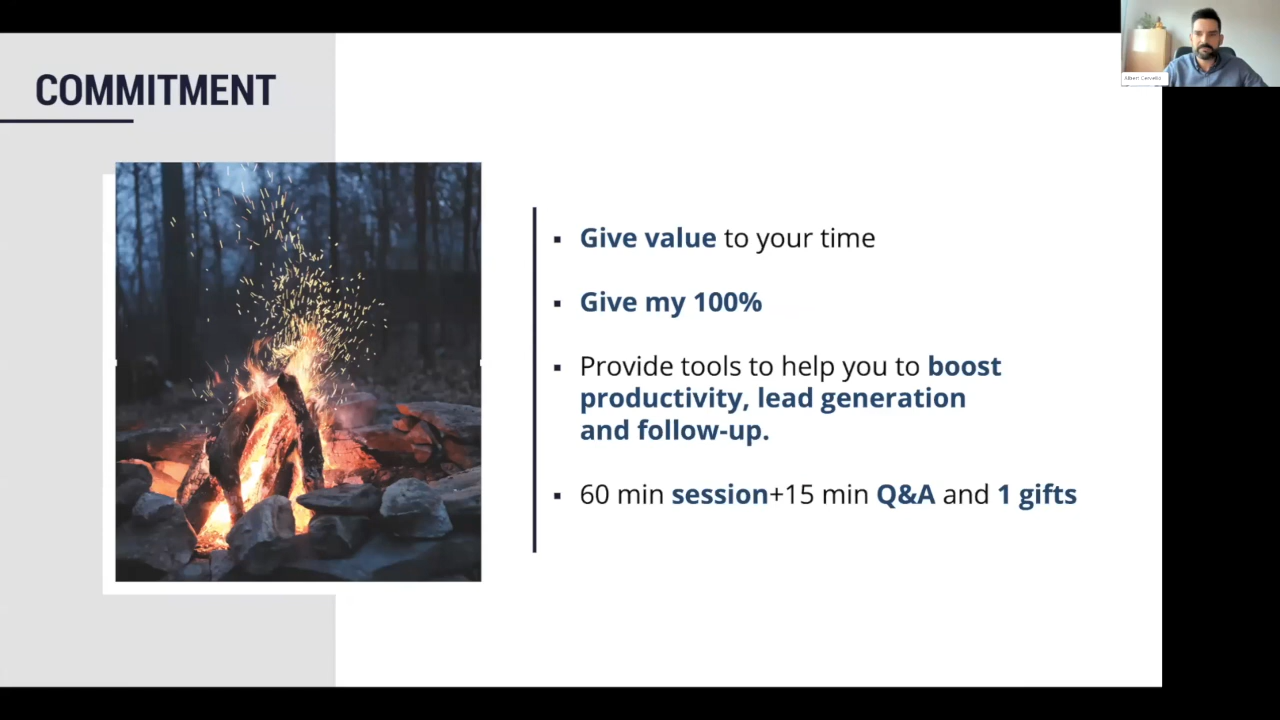 COMMITMENT
▪ Give value to your time
▪ Give my 100%
▪ Provide tools to help you to boost
productivity, lead generation
and follow-up.
▪ 60 min session+15 min Q&A and 1 gifts